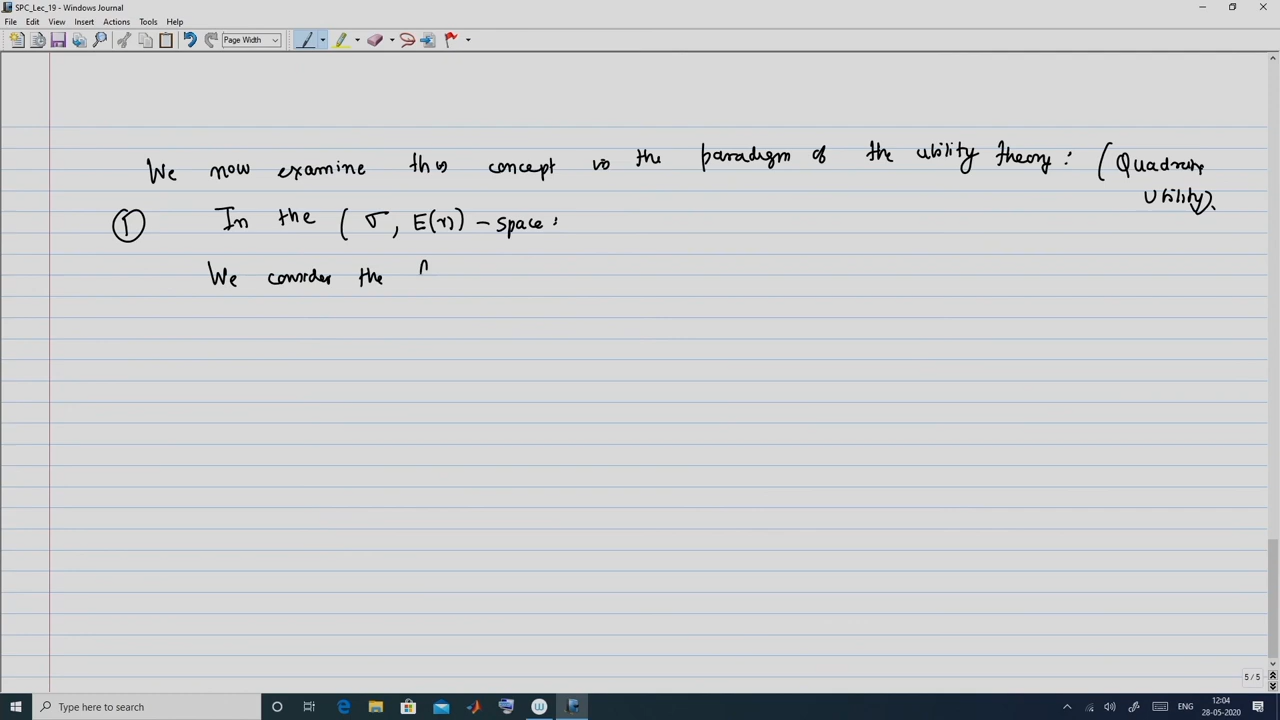 SPC_Lec_19 - Windows Journal
File Edit View Insert Actions Tools Help
Page Width
We now examine this concept in the paradigm of the utility theory: (Quadratic
Utility).
① In the (σ, E(r)) - space:
We consider the
5 / 5
Type here to search
ENG
12:04
28-05-2020